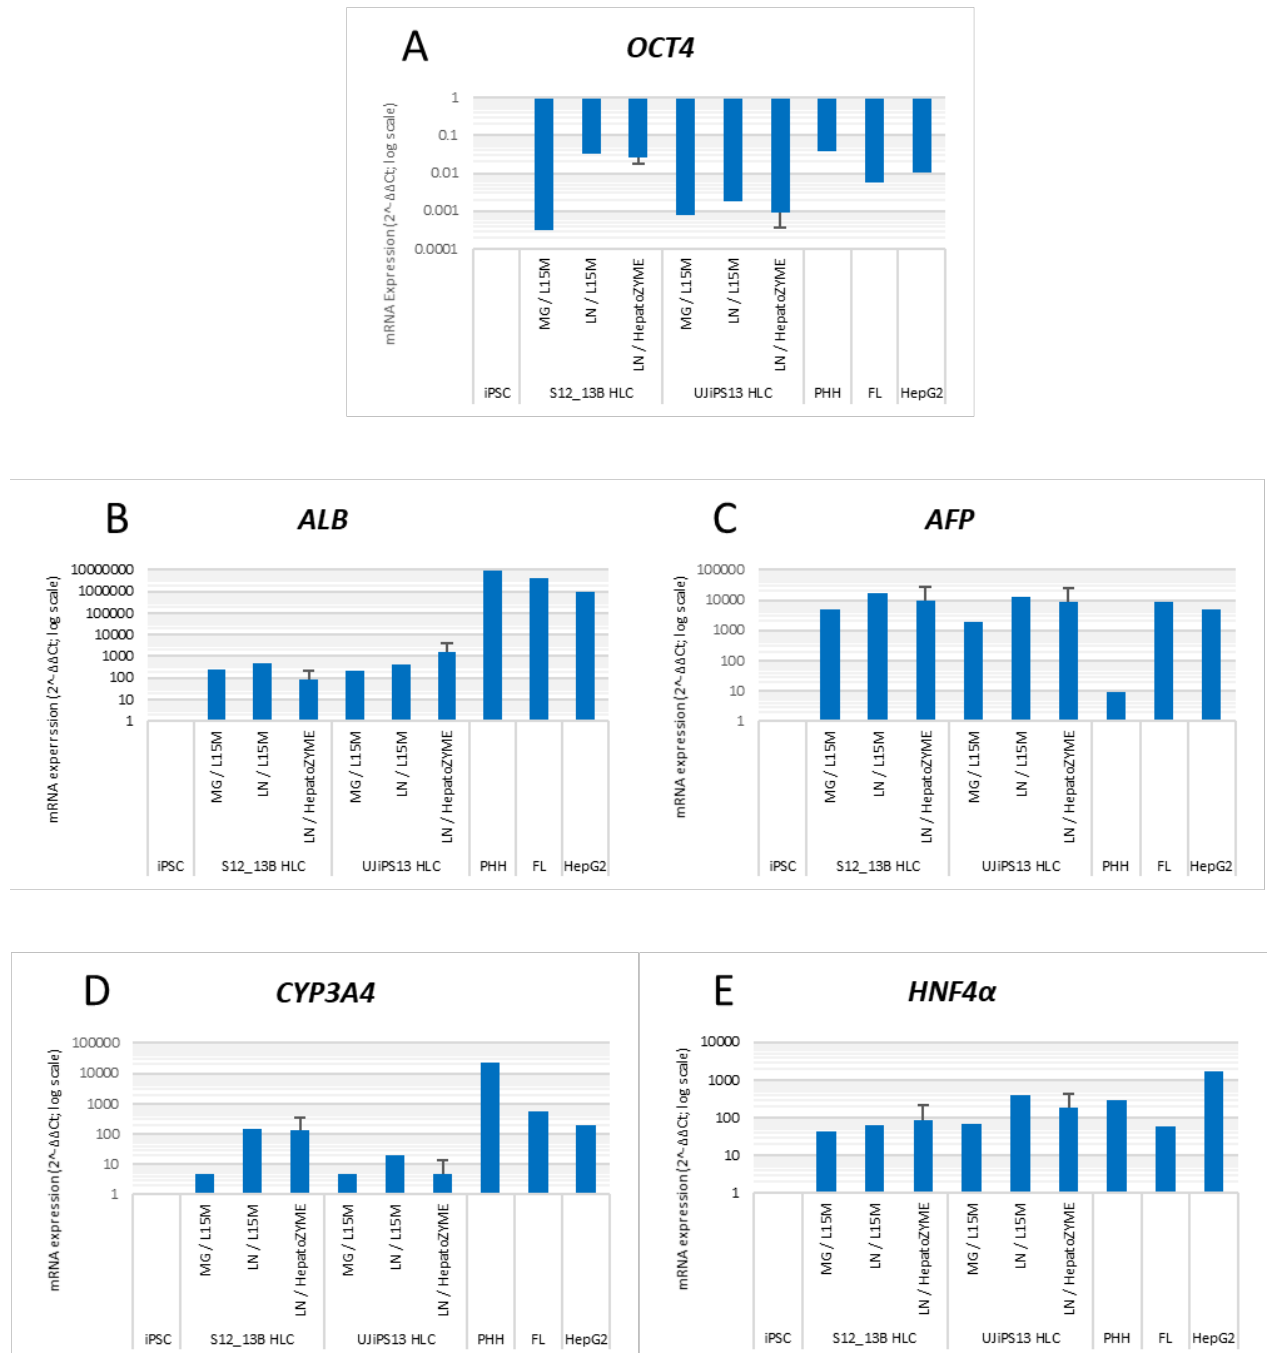 A
OCT4
mRNA Expression (2^-ΔΔCt; log scale)
1
0.1
0.01
0.001
0.0001
MG / L15M
LN / L15M
LN / HepatoZYME
MG / L15M
LN / L15M
LN / HepatoZYME
iPSC
S12_13B HLC
UJiPS13 HLC
PHH
FL
HepG2
B
ALB
mRNA experrsion (2^-ΔΔCt; log scale)
10000000
1000000
100000
10000
1000
100
10
1
MG / L15M
LN / L15M
LN / HepatoZYME
MG / L15M
LN / L15M
LN / HepatoZYME
iPSC
S12_13B HLC
UJiPS13 HLC
PHH
FL
HepG2
C
AFP
mRNA expression (2^-ΔΔCt; log scale)
100000
10000
1000
100
10
1
MG / L15M
LN / L15M
LN / HepatoZYME
MG / L15M
LN / L15M
LN / HepatoZYME
iPSC
S12_13B HLC
UJiPS13 HLC
PHH
FL
HepG2
D
CYP3A4
mRNA expression (2^-ΔΔCt; log scale)
100000
10000
1000
100
10
1
MG / L15M
LN / L15M
LN / HepatoZYME
MG / L15M
LN / L15M
LN / HepatoZYME
iPSC
S12_13B HLC
UJiPS13 HLC
PHH
FL
HepG2
E
HNF4α
mRNA expression (2^-ΔΔCt; log scale)
10000
1000
100
10
1
MG / L15M
LN / L15M
LN / HepatoZYME
MG / L15M
LN / L15M
LN / HepatoZYME
iPSC
S12_13B HLC
UJiPS13 HLC
PHH
FL
HepG2